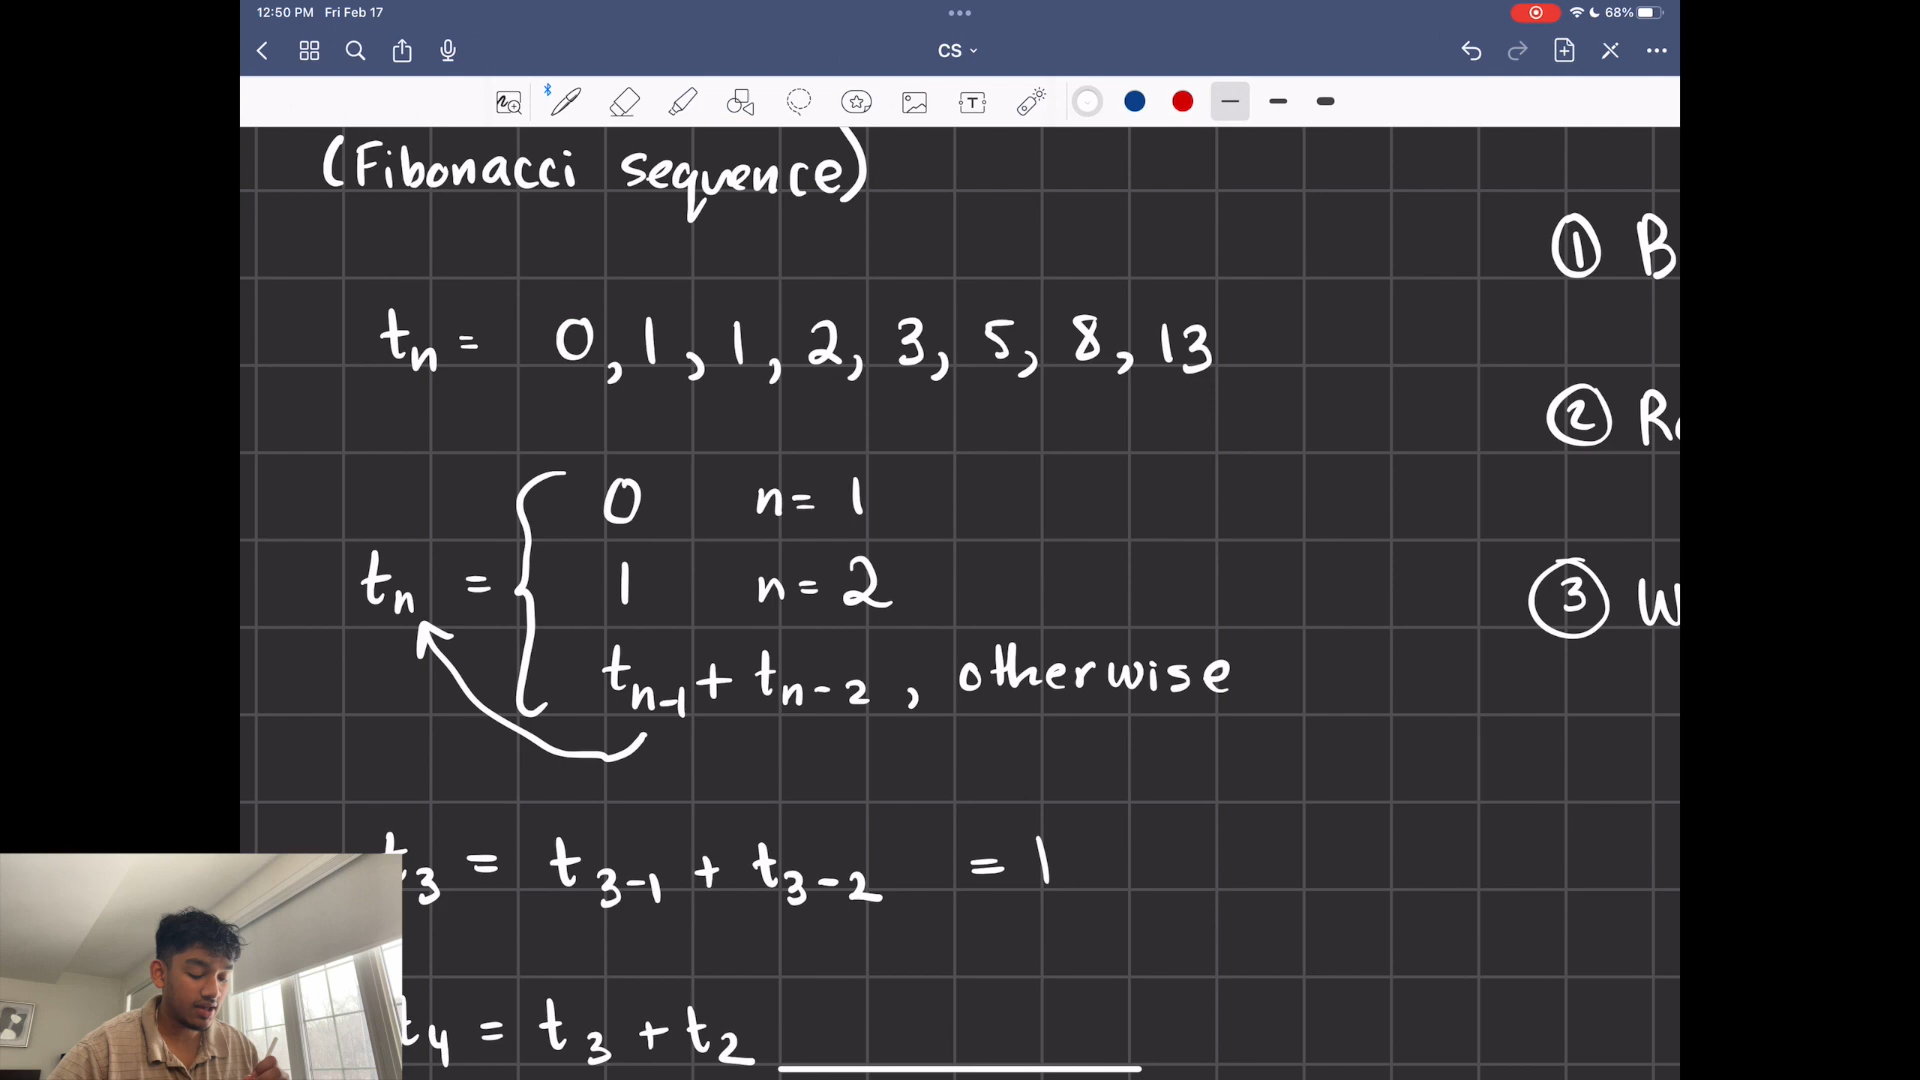 12:50 PM Fri Feb 17
68%
CS
T
(Fibonacci sequence)
① B
tn = 0, 1, 1, 2, 3, 5, 8, 13
②
0 n = 1
tn = { 1 n = 2
③ W
tn-1 + tn-2, otherwise
t3 = t3-1 + t3-2 = 1
t4 = t3 + t2